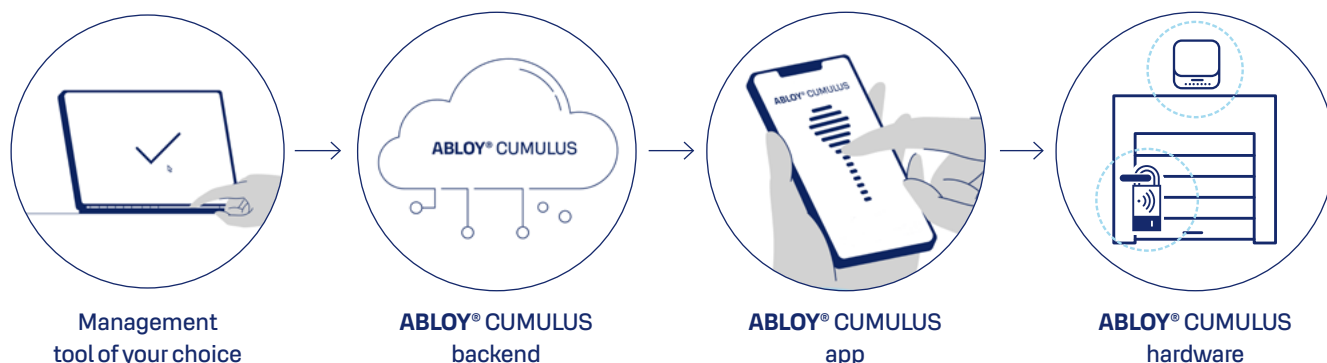 ABLOY® CUMULUS
ABLOY® CUMULUS
Management
tool of your choice
ABLOY® CUMULUS
backend
ABLOY® CUMULUS
app
ABLOY® CUMULUS
hardware